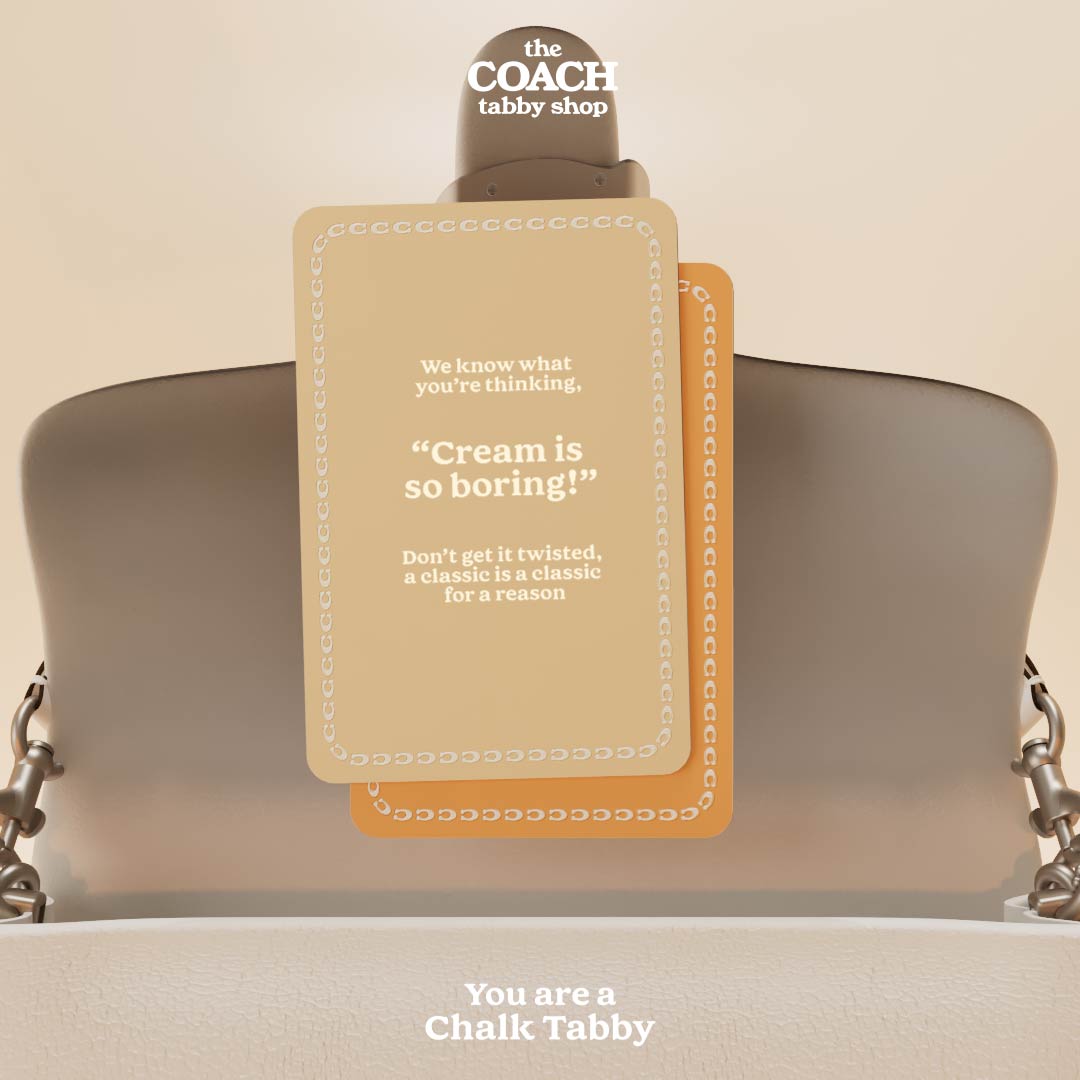 the
COACH
tabby shop
We know what
you’re thinking,
“Cream is
so boring!”
Don’t get it twisted,
a classic is a classic
for a reason
You are a
Chalk Tabby